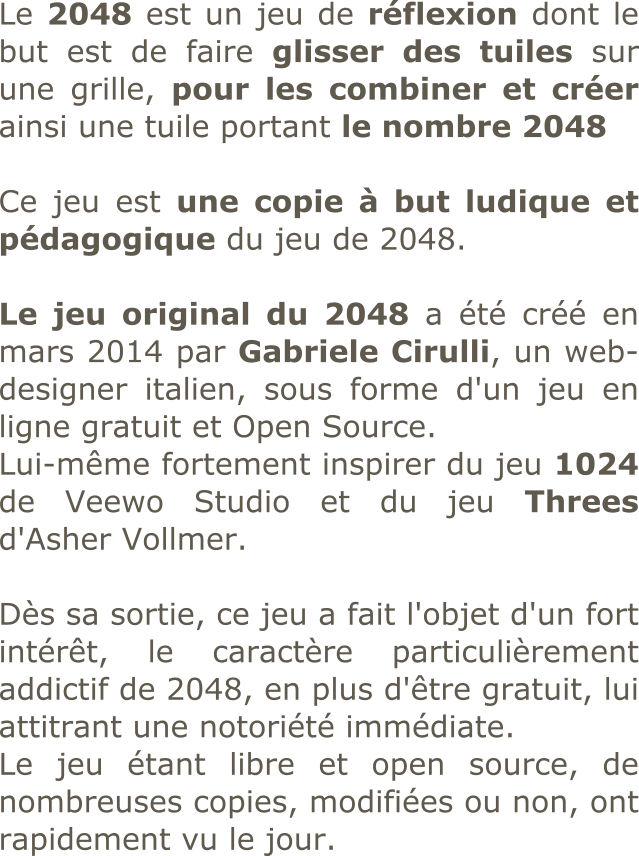 Le 2048 est un jeu de réflexion dont le
but est de faire glisser des tuiles sur
une grille, pour les combiner et créer
ainsi une tuile portant le nombre 2048
Ce jeu est une copie à but ludique et
pédagogique du jeu de 2048.
Le jeu original du 2048 a été créé en
mars 2014 par Gabriele Cirulli, un web-
designer italien, sous forme d'un jeu en
ligne gratuit et Open Source.
Lui-même fortement inspirer du jeu 1024
de Veewo Studio et du jeu Threes
d'Asher Vollmer.
Dès sa sortie, ce jeu a fait l'objet d'un fort
intérêt, le caractère particulièrement
addictif de 2048, en plus d'être gratuit, lui
attitrant une notoriété immédiate.
Le jeu étant libre et open source, de
nombreuses copies, modifiées ou non, ont
rapidement vu le jour.